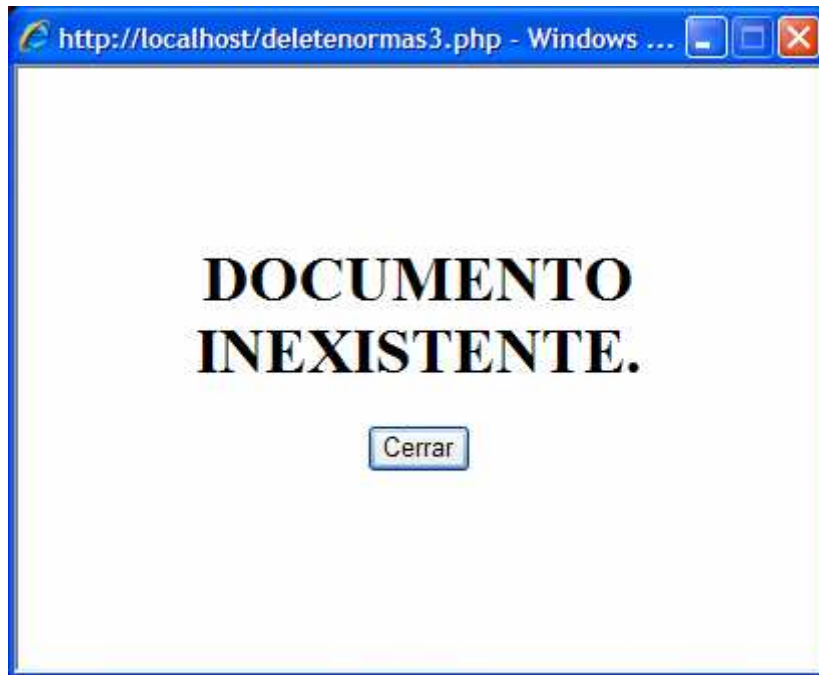 http://localhost/deletenormas3.php - Windows ...
DOCUMENTO
INEXISTENTE.
Cerrar